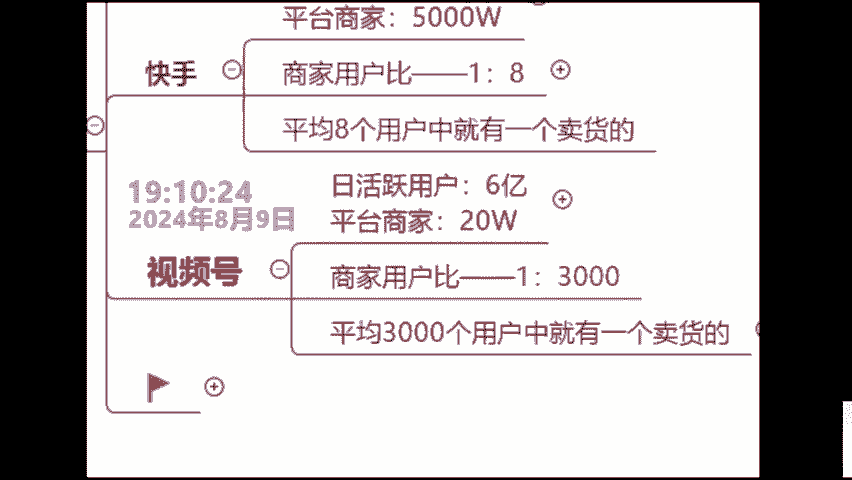 平台商家：5000W
快手
商家用户比——1：8
平均8个用户中就有一个卖货的
19:10:24
2024年8月9日
日活跃用户：6亿
平台商家：20W
视频号
商家用户比——1：3000
平均3000个用户中就有一个卖货的